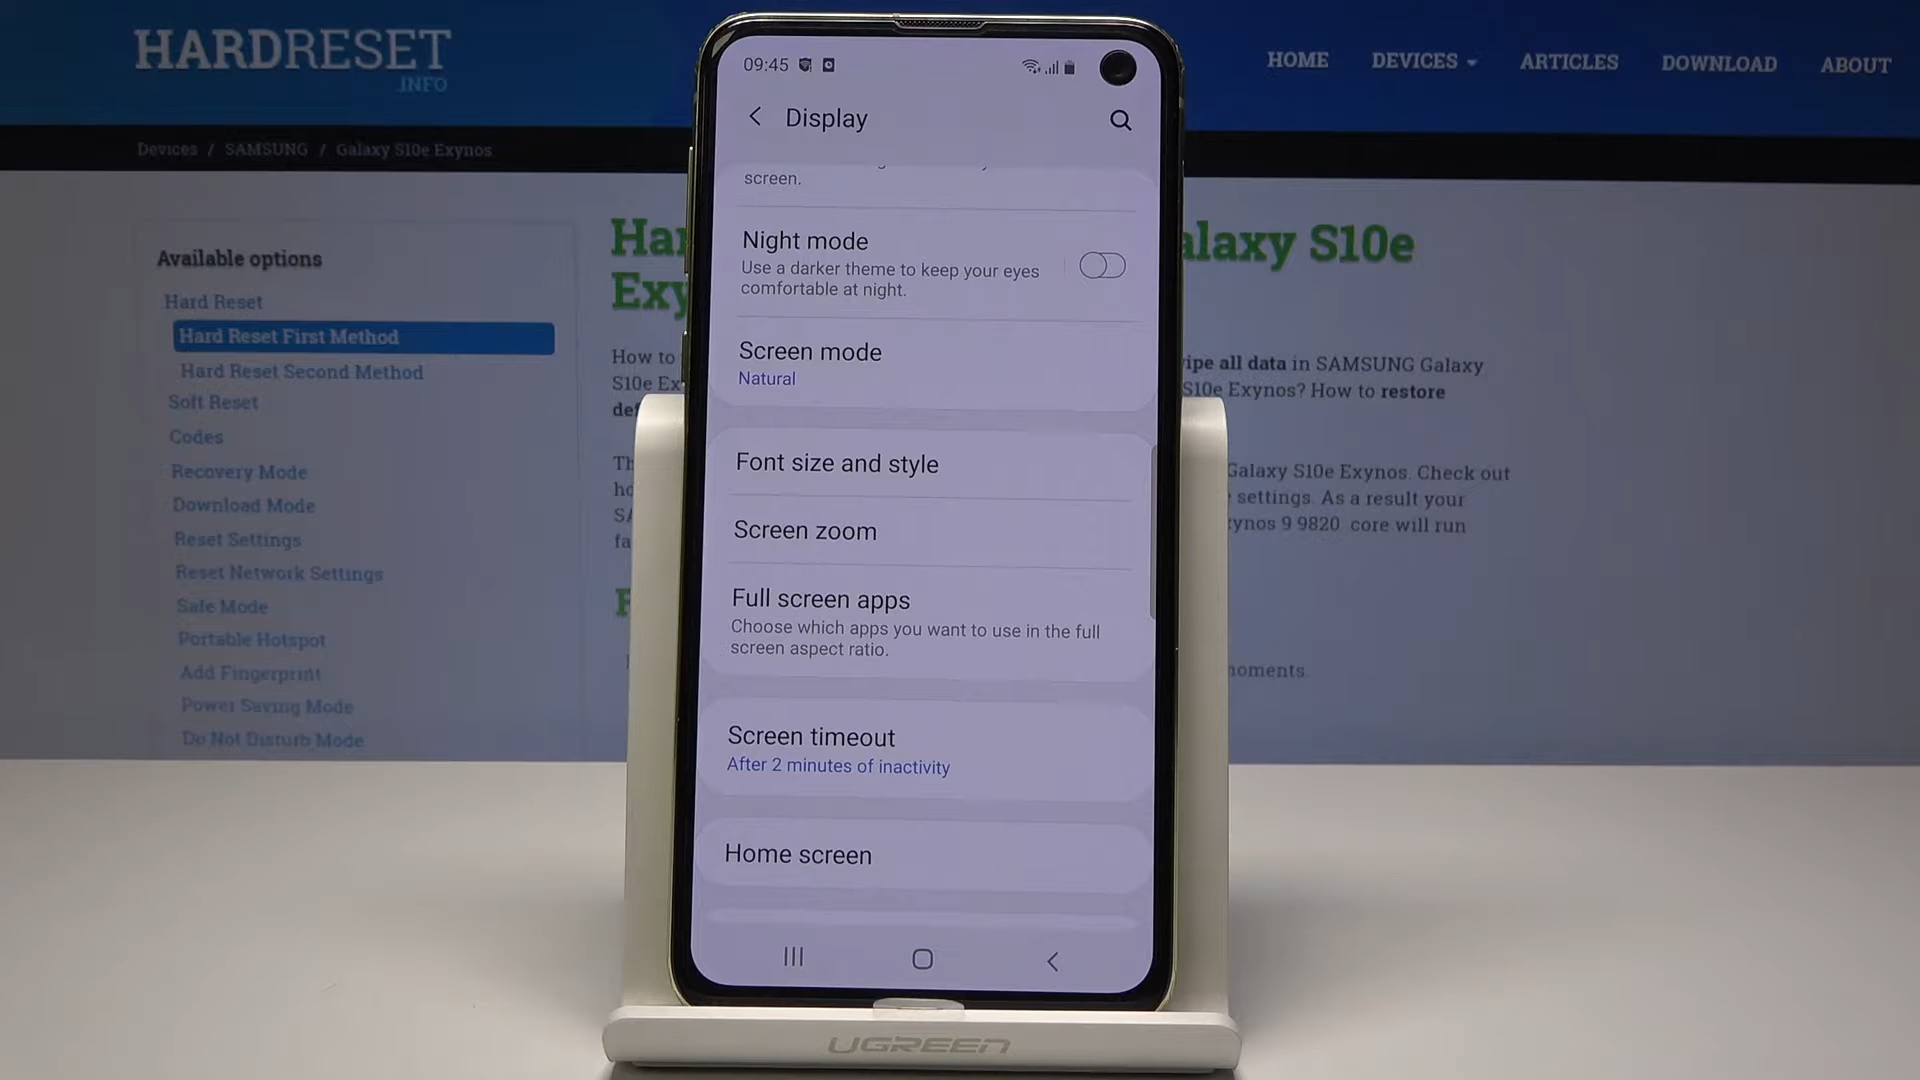 HARDRESET
.INFO
HOME
DEVICES
ARTICLES
DOWNLOAD
ABOUT
Devices / SAMSUNG / Galaxy S10e Exynos
Available options
Hard Reset
Hard Reset First Method
Hard Reset Second Method
Soft Reset
Codes
Recovery Mode
Download Mode
Reset Settings
Reset Network Settings
Safe Mode
Portable Hotspot
Add Fingerprint
Power Saving Mode
Do Not Disturb Mode
09:45
Display
screen.
Night mode
Use a darker theme to keep your eyes
comfortable at night.
Screen mode
Natural
Font size and style
Screen zoom
Full screen apps
Choose which apps you want to use in the full
screen aspect ratio.
Screen timeout
After 2 minutes of inactivity
Home screen
UGREEN
How to
S10e
all data in SAMSUNG Galaxy
S10e Exynos? How to restore
Galaxy S10e
Galaxy S10e Exynos. Check out
settings. As a result your
9 9820 core will run